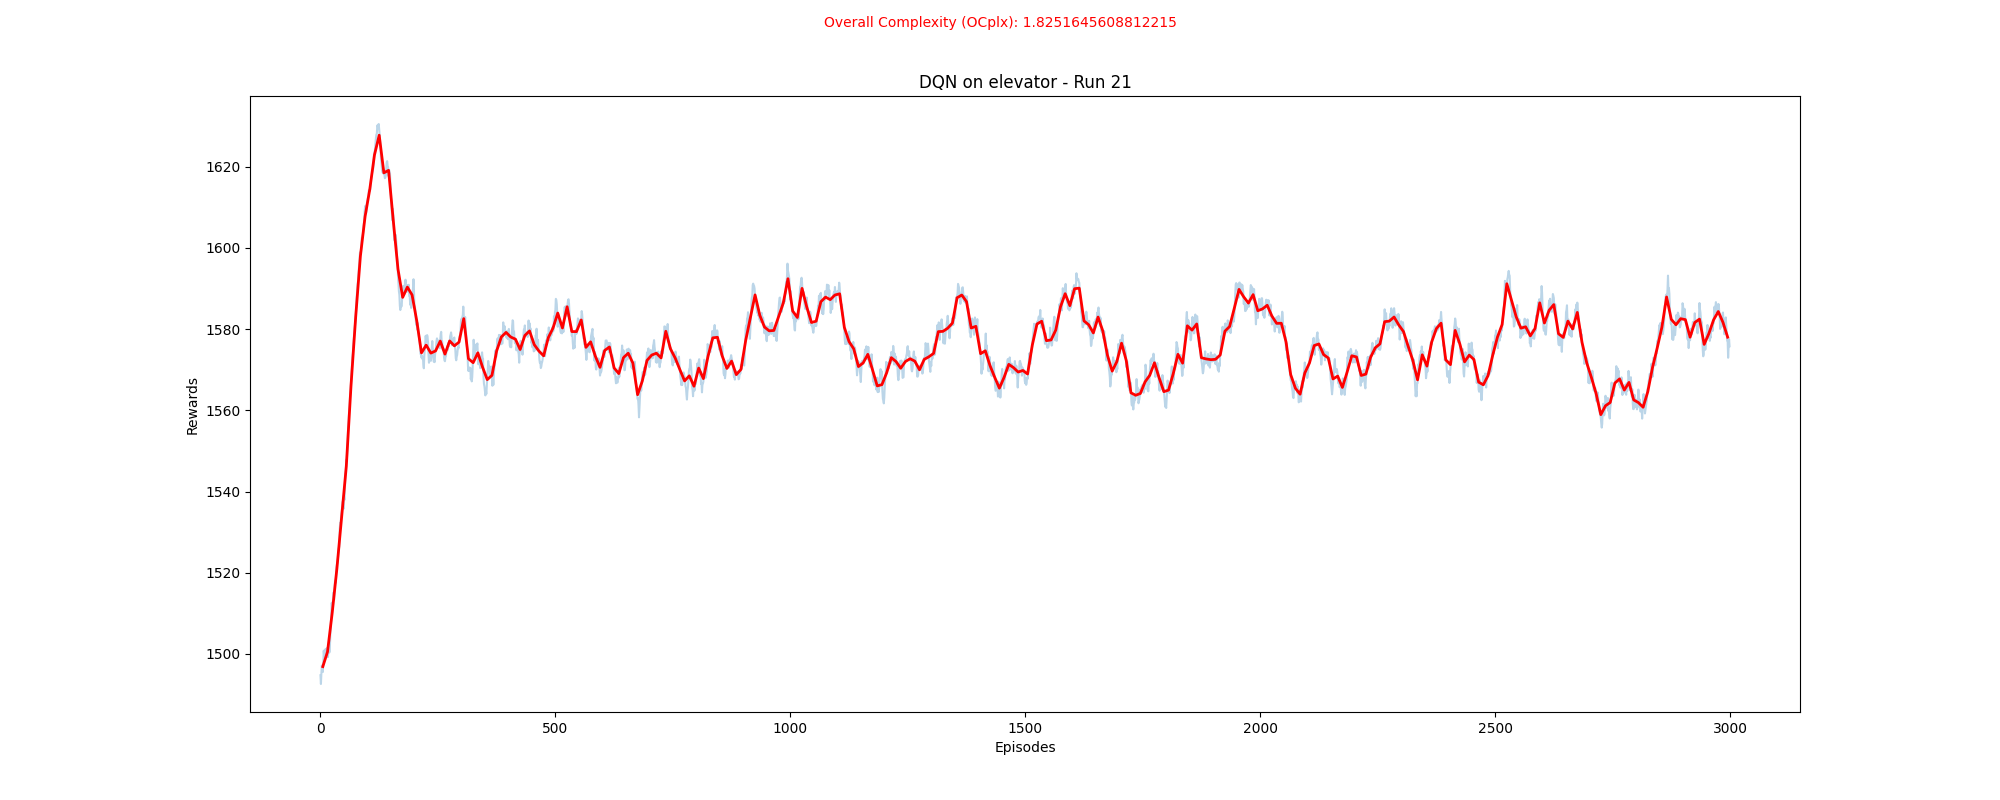 Overall Complexity (OCplx): 1.8251645608812215
DQN on elevator - Run 21
1620
1600
1580
1560
1540
1520
1500
Rewards
0 500 1000 1500 2000 2500 3000
Episodes